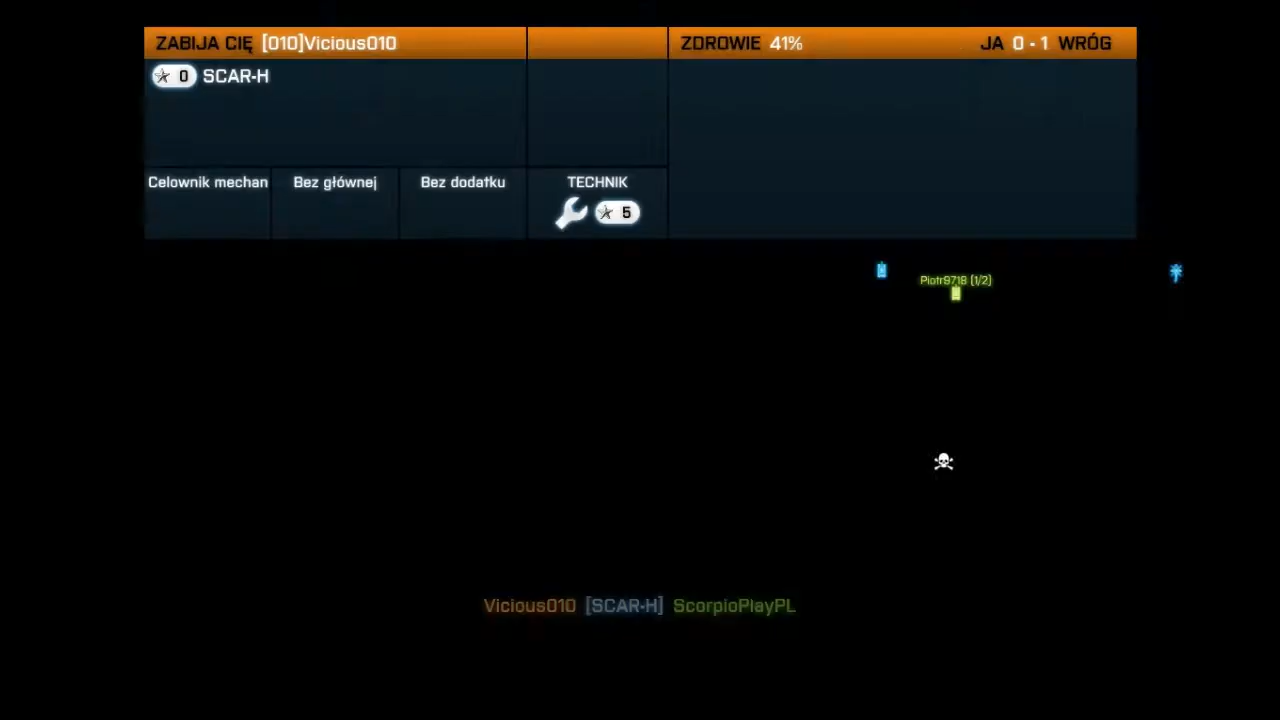 ZABIJA CIĘ [010]Vicious010
ZDROWIE 41%
JA 0 - 1 WRÓG
0 SCAR-H
Celownik mechan
Bez głównej
Bez dodatku
TECHNIK
5
Piotr9718 (1/2)
Vicious010 [SCAR-H] ScorpioPlayPL